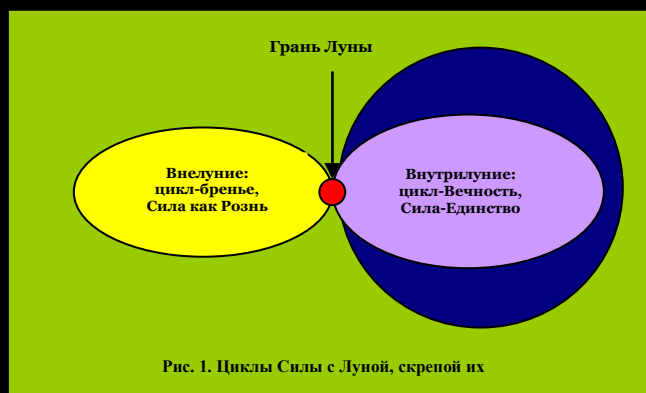 Грань Луны
Внелуние:
цикл-бренье,
Сила как Рознь
Внутрилуние:
цикл-Вечность,
Сила-Единство
Рис. 1. Циклы Силы с Луной, скрепой их